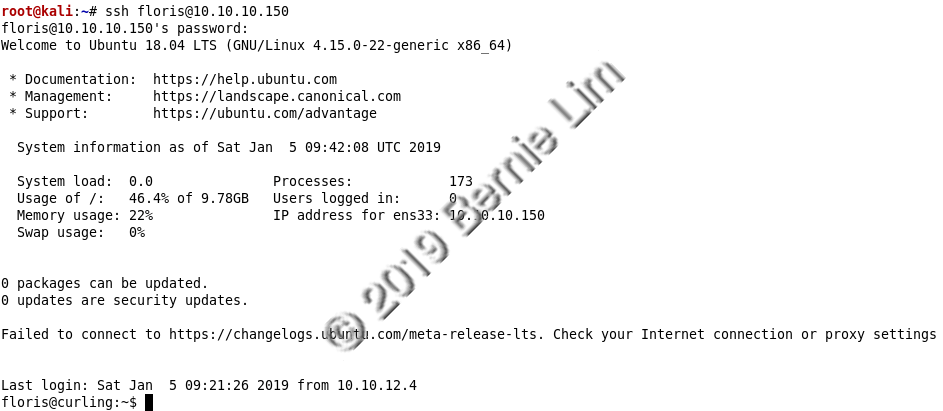 root@kali:~# ssh floris@10.10.10.150
floris@10.10.10.150's password:
Welcome to Ubuntu 18.04 LTS (GNU/Linux 4.15.0-22-generic x86_64)
* Documentation:  https://help.ubuntu.com
* Management:     https://landscape.canonical.com
* Support:        https://ubuntu.com/advantage
System information as of Sat Jan  5 09:42:08 UTC 2019
System load:  0.0               Processes:            173
Usage of /:   46.4% of 9.78GB   Users logged in:      0
Memory usage: 22%               IP address for ens33: 10.10.10.150
Swap usage:   0%
0 packages can be updated.
0 updates are security updates.
Failed to connect to https://changelogs.ubuntu.com/meta-release-lts. Check your Internet connection or proxy settings
Last login: Sat Jan  5 09:21:26 2019 from 10.10.12.4
floris@curling:~$
© 2019 Bernie Lim